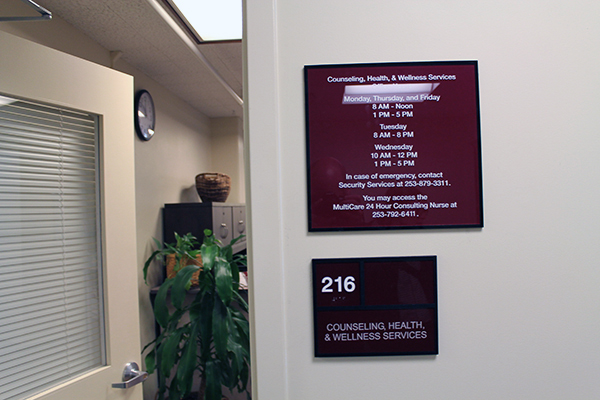 Counseling, Health, & Wellness Services
Monday, Thursday, and Friday
8 AM - Noon
1 PM - 5 PM
Tuesday
8 AM - 8 PM
Wednesday
10 AM - 12 PM
1 PM - 5 PM
In case of emergency, contact
Security Services at 253-879-3311.
You may access the
MultiCare 24 Hour Consulting Nurse at
253-792-6411.
216
COUNSELING, HEALTH,
& WELLNESS SERVICES